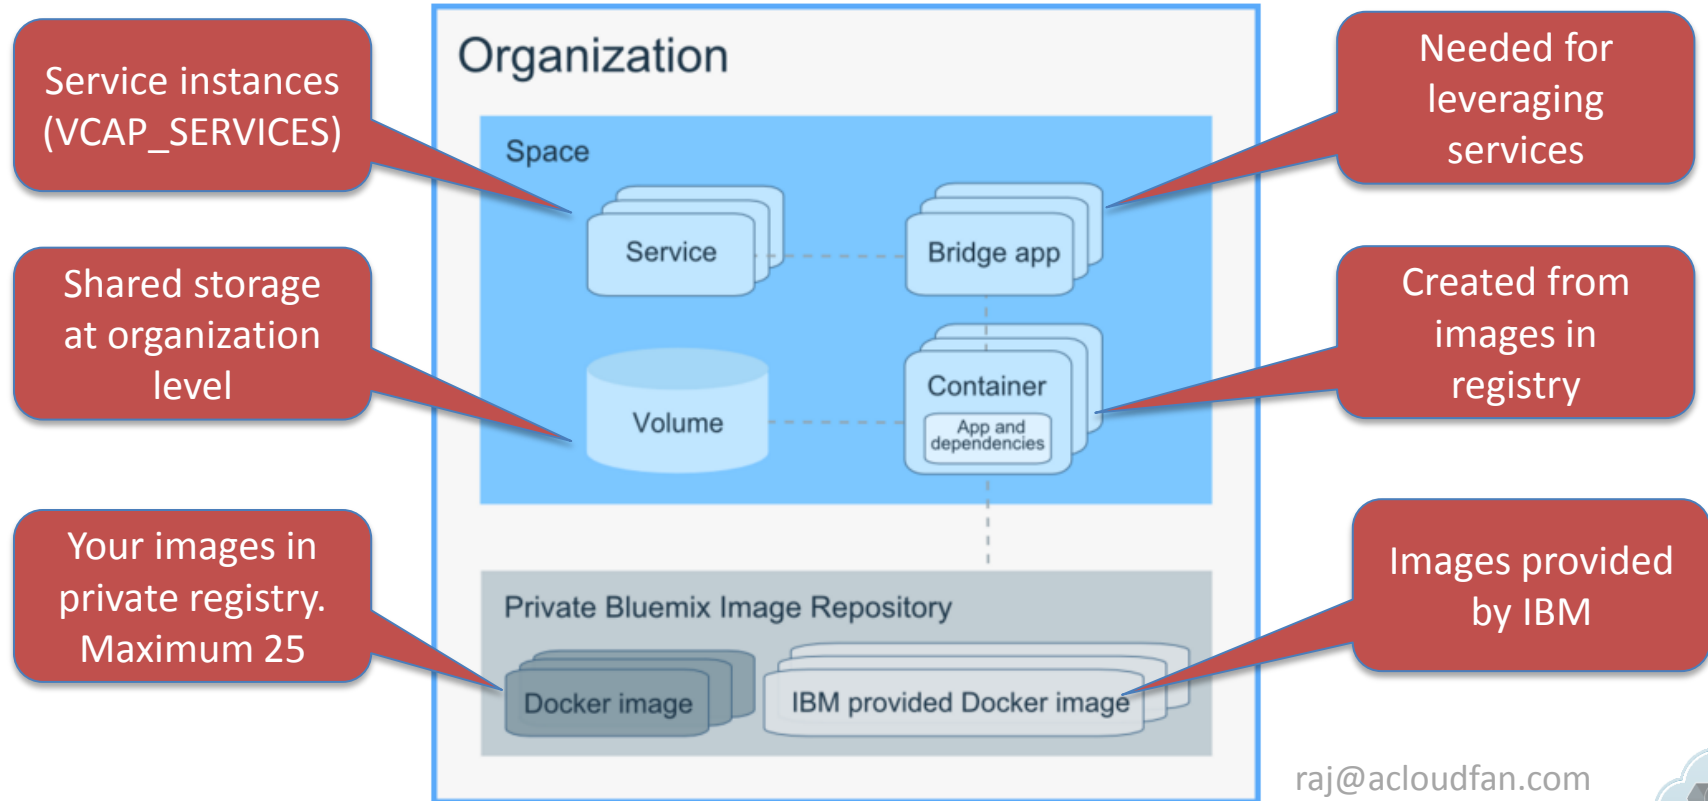 Organization
Service instances
(VCAP_SERVICES)
Needed for
leveraging
services
Space
Service
Bridge app
Shared storage
at organization
level
Created from
images in
registry
Volume
Container
App and
dependencies
Your images in
private registry.
Maximum 25
Images provided
by IBM
Private Bluemix Image Repository
Docker image
IBM provided Docker image
raj@acloudfan.com